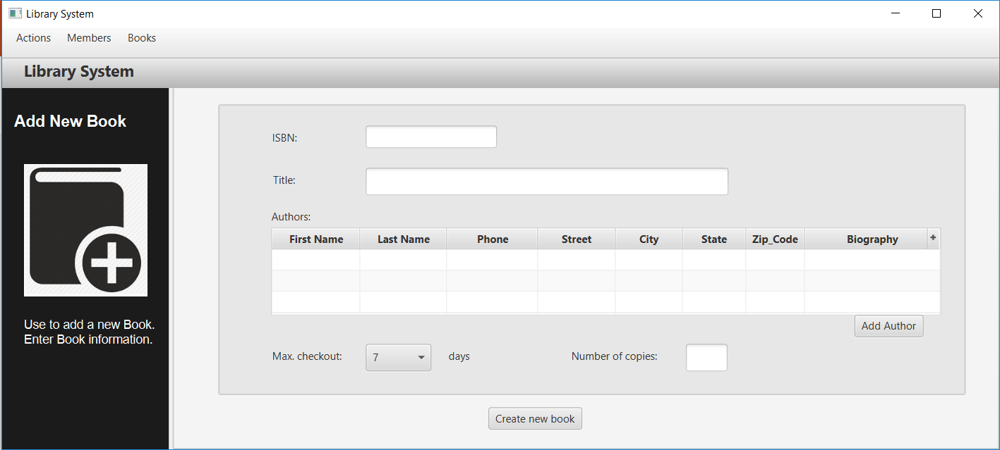 Library System
Actions Members Books
Library System
Add New Book
Use to add a new Book.
Enter Book information.
ISBN:
Title:
Authors:
First Name Last Name Phone Street City State Zip_Code Biography +
Add Author
Max. checkout: 7 days Number of copies:
Create new book